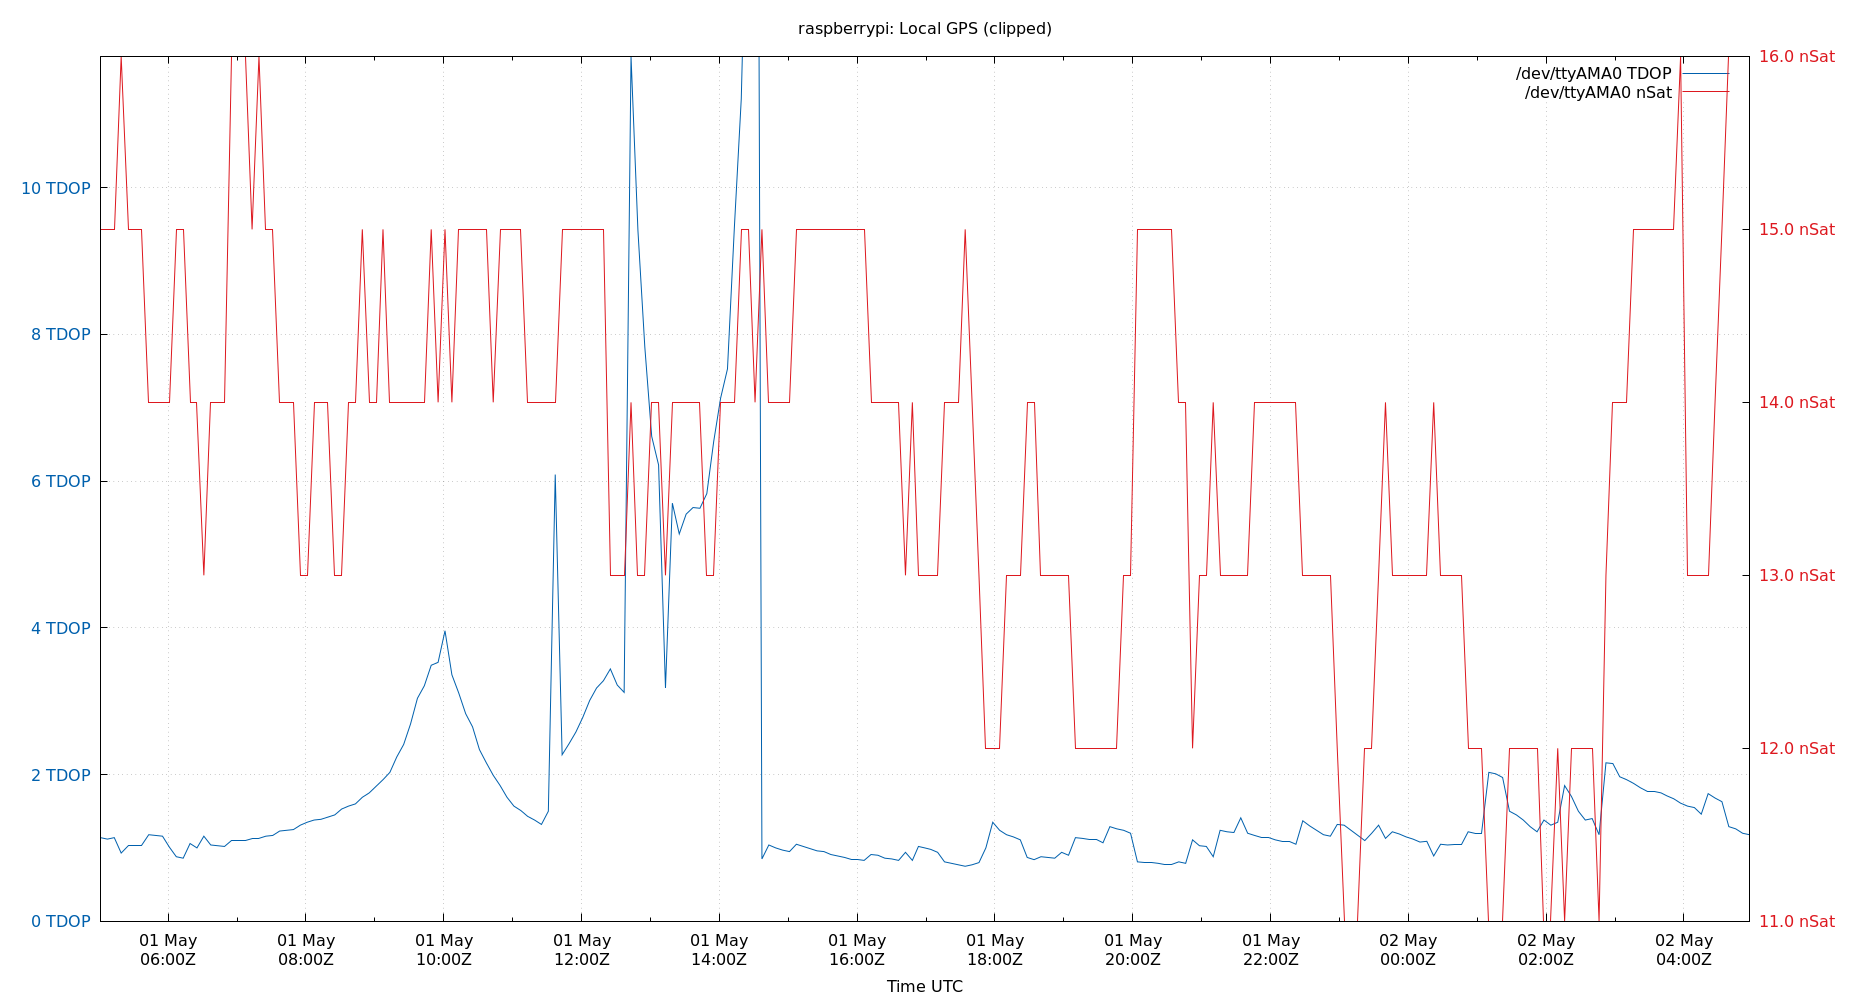 raspberrypi: Local GPS (clipped)
16.0 nSat
/dev/ttyAMA0 TDOP
/dev/ttyAMA0 nSat
10 TDOP
15.0 nSat
8 TDOP
14.0 nSat
6 TDOP
13.0 nSat
4 TDOP
12.0 nSat
2 TDOP
0 TDOP
11.0 nSat
01 May 01 May 01 May 01 May 01 May 01 May 01 May 01 May 01 May 02 May 02 May 02 May
06:00Z 08:00Z 10:00Z 12:00Z 14:00Z 16:00Z 18:00Z 20:00Z 22:00Z 00:00Z 02:00Z 04:00Z
Time UTC